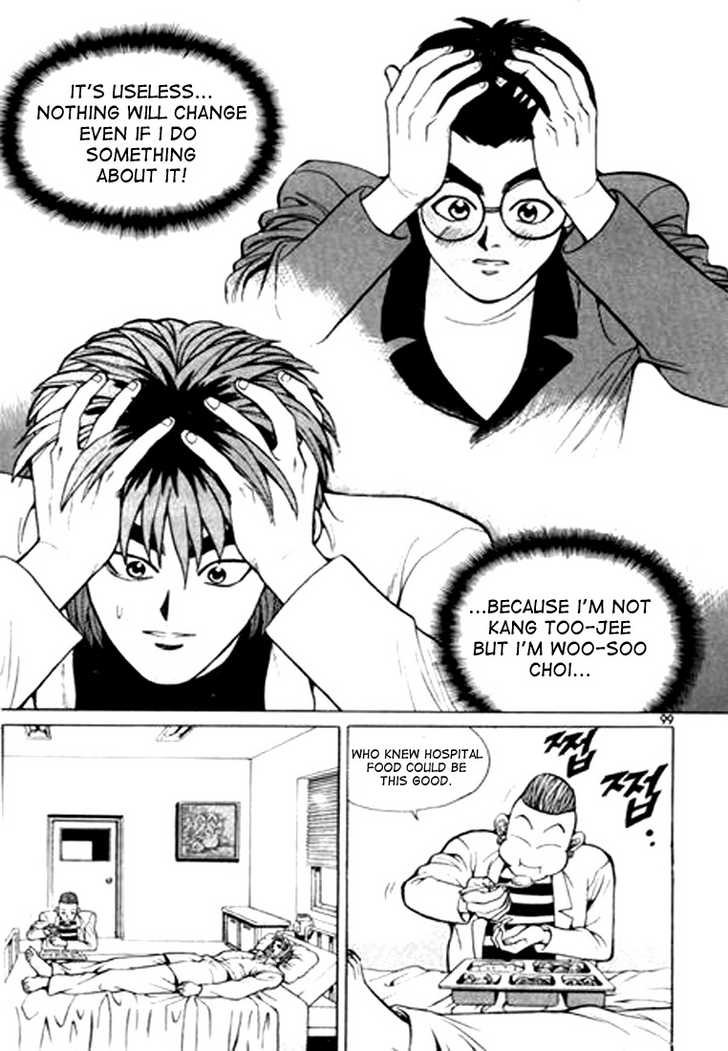 IT'S USELESS...
NOTHING WILL CHANGE
EVEN IF I DO
SOMETHING
ABOUT IT!
...BECAUSE I'M NOT
KANG TOO-JEE
BUT I'M WOO-SOO
CHOI...
99
WHO KNEW HOSPITAL
FOOD COULD BE
THIS GOOD.
쩝
쩝